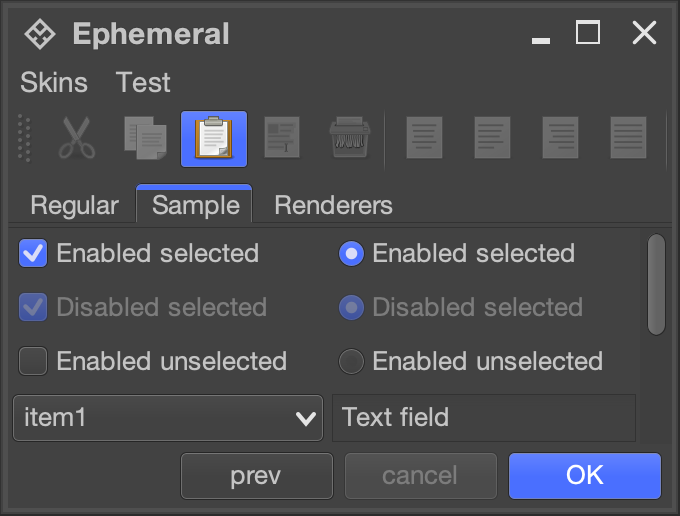 Ephemeral
Skins Test
Regular Sample Renderers
Enabled selected Enabled selected
Disabled selected Disabled selected
Enabled unselected Enabled unselected
item1 Text field
prev cancel OK